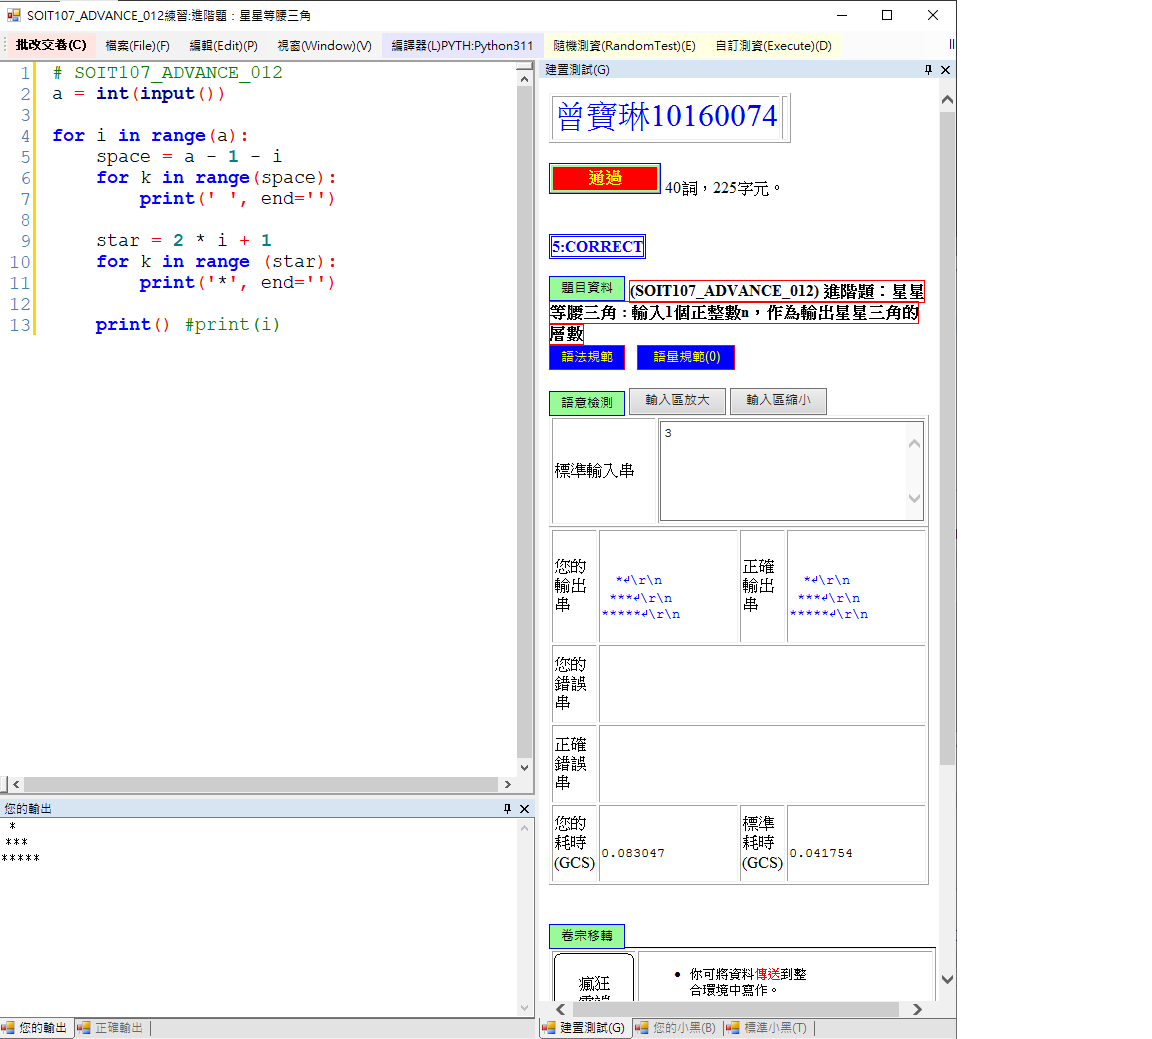 SOIT107_ADVANCE_012練習:進階題：星星等腰三角
批改交卷(C) 檔案(File)(F) 編輯(Edit)(P) 視窗(Window)(V) 編譯器(L)PYTH:Python311 隨機測資(RandomTest)(E) 自訂測資(Execute)(D)
1 # SOIT107_ADVANCE_012
2 a = int(input())
3
4 for i in range(a):
5     space = a - 1 - i
6     for k in range(space):
7         print(' ', end='')
8
9     star = 2 * i + 1
10     for k in range (star):
11         print('*', end='')
12
13     print() #print(i)
您的輸出
  *
 ***
*****
您的輸出 正確輸出
建置測試(G)
曾寶琳10160074
通過 40詞，225字元。
5:CORRECT
題目資料 (SOIT107_ADVANCE_012) 進階題：星星
等腰三角：輸入1個正整數n，作為輸出星星三角的
層數
語法規範 語星規範(0)
語意檢測 輸入區放大 輸入區縮小
標準輸入串 3
您的
輸出
串
  *↲\r\n
 ***↲\r\n
*****↲\r\n
正確
輸出
串
  *↲\r\n
 ***↲\r\n
*****↲\r\n
您的
錯誤
串
正確
錯誤
串
您的
耗時
(GCS)
0.083047
標準
耗時
(GCS)
0.041754
卷宗移轉
瘋狂
• 你可將資料傳送到整
合環境中寫作。
建置測試(G) 您的小黑(B) 標準小黑(T)